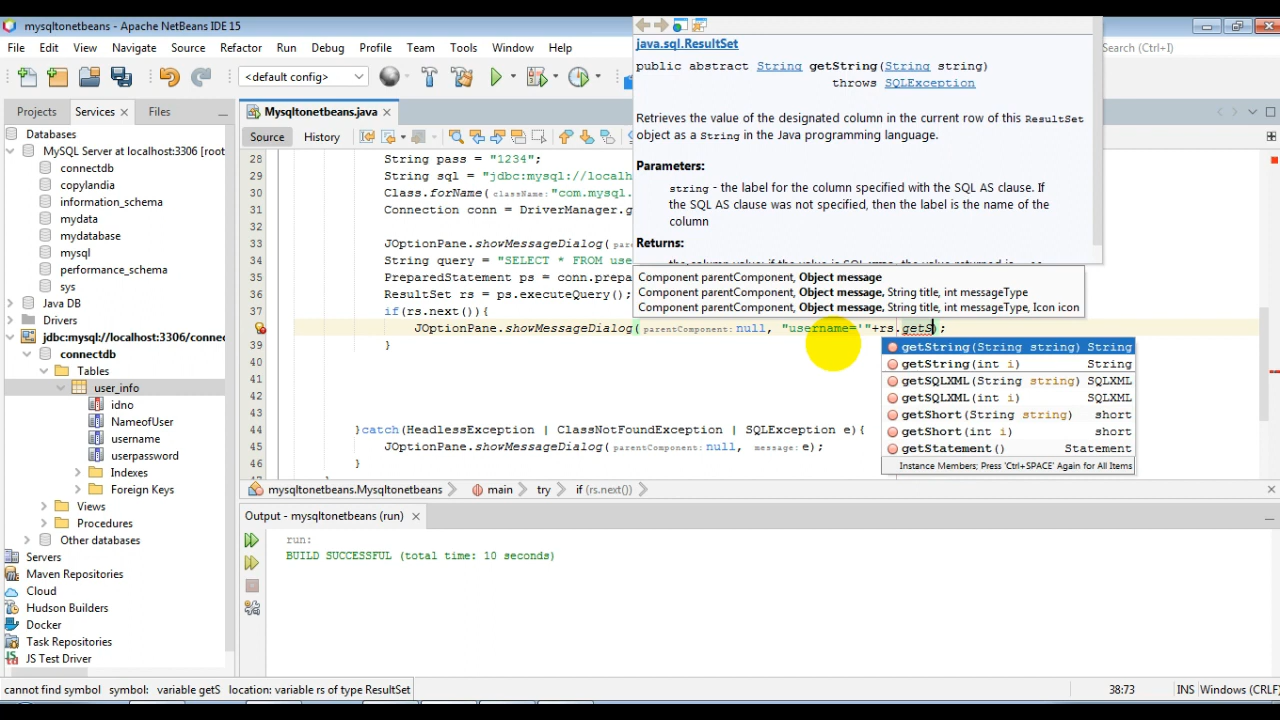 mysqltonetbeans - Apache NetBeans IDE 15
File Edit View Navigate Source Refactor Run Debug Profile Team Tools Window Help
Search (Ctrl+I)
<default config>
java.sql.ResultSet
public abstract String getString(String string)
throws SQLException
Retrieves the value of the designated column in the current row of this ResultSet
object as a String in the Java programming language.
Parameters:
string - the label for the column specified with the SQL AS clause. If
the SQL AS clause was not specified, then the label is the name of the
column
Returns:
Component parentComponent, Object message
Component parentComponent, Object message, String title, int messageType
Component parentComponent, Object message, String title, int messageType, Icon icon
Projects Services Files
Mysqltonetbeans.java
Source History
Databases
MySQL Server at localhost:3306 [root
connectdb
copylandia
information_schema
mydata
mydatabase
mysql
performance_schema
sys
Java DB
Drivers
jdbc:mysql://localhost:3306/connec
connectdb
Tables
user_info
idno
NameofUser
username
userpassword
Indexes
Foreign Keys
Views
Procedures
Other databases
Servers
Maven Repositories
Cloud
Hudson Builders
Docker
Task Repositories
JS Test Driver
28 String pass = "1234";
29 String sql = "jdbc:mysql://localh
30 Class.forName( className:"com.mysql.
31 Connection conn = DriverManager.g
32
33 JOptionPane.showMessageDialog(
34 String query = "SELECT * FROM use
35 PreparedStatement ps = conn.prepa
36 ResultSet rs = ps.executeQuery();
37 if(rs.next()){
JOptionPane.showMessageDialog( parentComponent: null, "username='"+rs.getS);
39 }
40
41
42
43
44 }catch(HeadlessException | ClassNotFoundException | SQLException e){
45 JOptionPane.showMessageDialog( parentComponent: null, message: e);
46 }
getString(String string) String
getString(int i) String
getSQLXML(String string) SQLXML
getSQLXML(int i) SQLXML
getShort(String string) short
getShort(int i) short
getStatement() Statement
Instance Members; Press 'Ctrl+SPACE' Again for All Items
mysqltonetbeans.Mysqltonetbeans main try if (rs.next())
Output - mysqltonetbeans (run)
run:
BUILD SUCCESSFUL (total time: 10 seconds)
cannot find symbol symbol: variable getS location: variable rs of type ResultSet
38:73 INS Windows (CRLF)